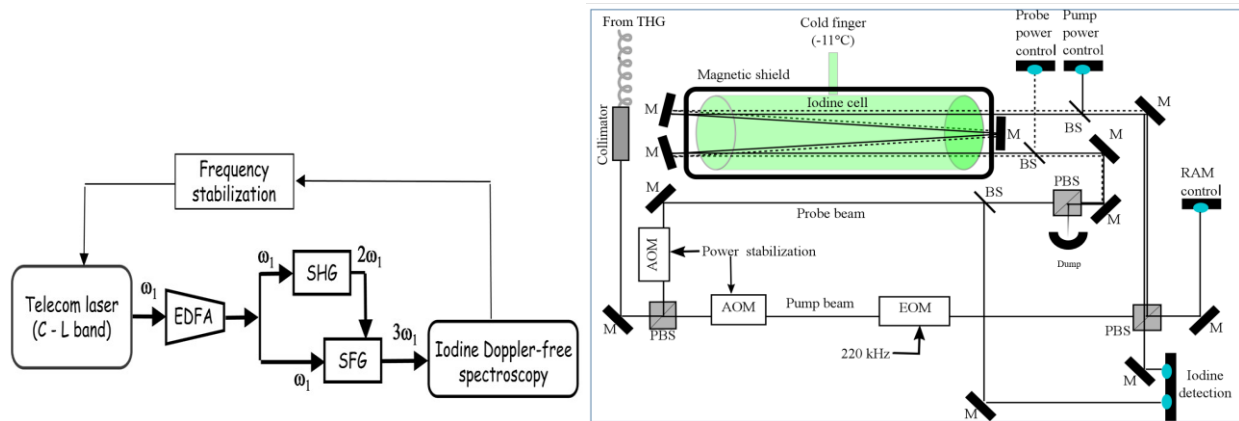 Frequency
stabilization
Telecom laser
(C - L band)
ω1
EDFA
ω1
SHG
2ω1
ω1
SFG
3ω1
Iodine Doppler-free
spectroscopy
From THG
Cold finger
(-11°C)
Probe
power
control
Pump
power
control
Magnetic shield
Iodine cell
Collimator
M
M
M
M
BS
BS
M
M
PBS
M
RAM
control
M
BS
Probe beam
Dump
AOM
Power stabilization
AOM
Pump beam
EOM
M
PBS
220 kHz
PBS
M
M
Iodine
detection
M